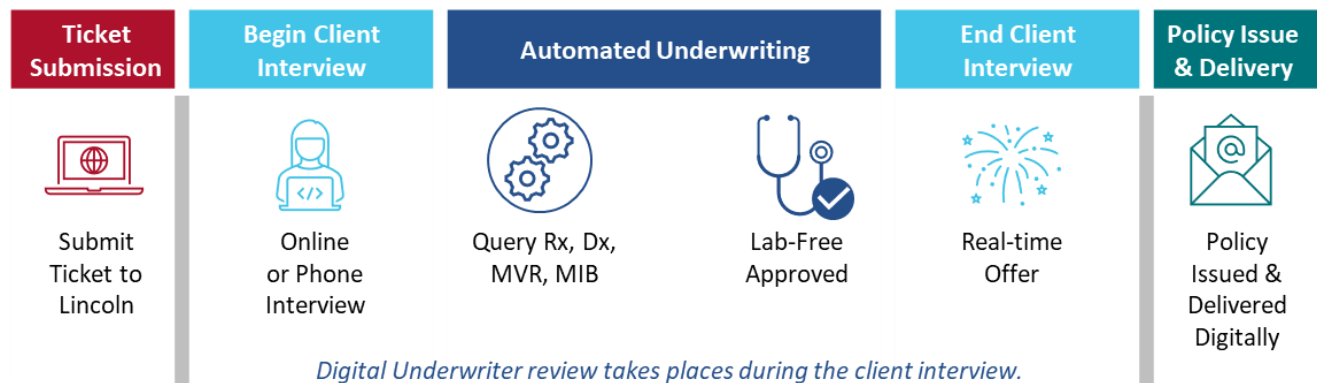 Ticket
Submission
Begin Client
Interview
Automated Underwriting
End Client
Interview
Policy Issue
& Delivery
</>
@
Submit
Ticket to
Lincoln
Online
or Phone
Interview
Query Rx, Dx,
MVR, MIB
Lab-Free
Approved
Real-time
Offer
Policy
Issued &
Delivered
Digitally
Digital Underwriter review takes places during the client interview.